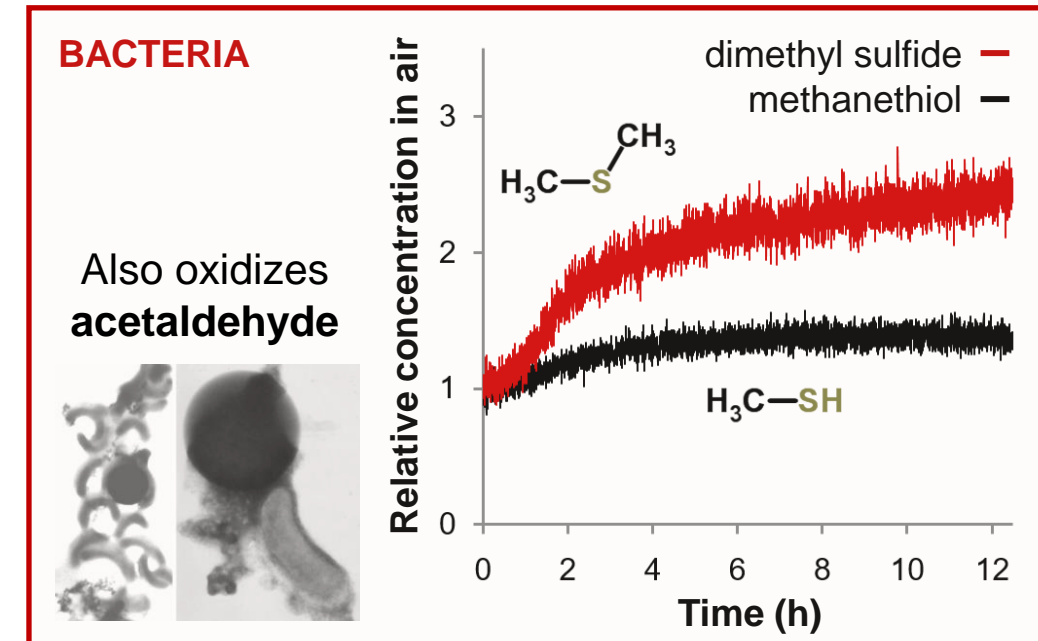 BACTERIA
Also oxidizes
acetaldehyde
Relative concentration in air
dimethyl sulfide
methanethiol
H₃C—S
CH₃
H₃C—SH
3
2
1
0
0 2 4 6 8 10 12
Time (h)